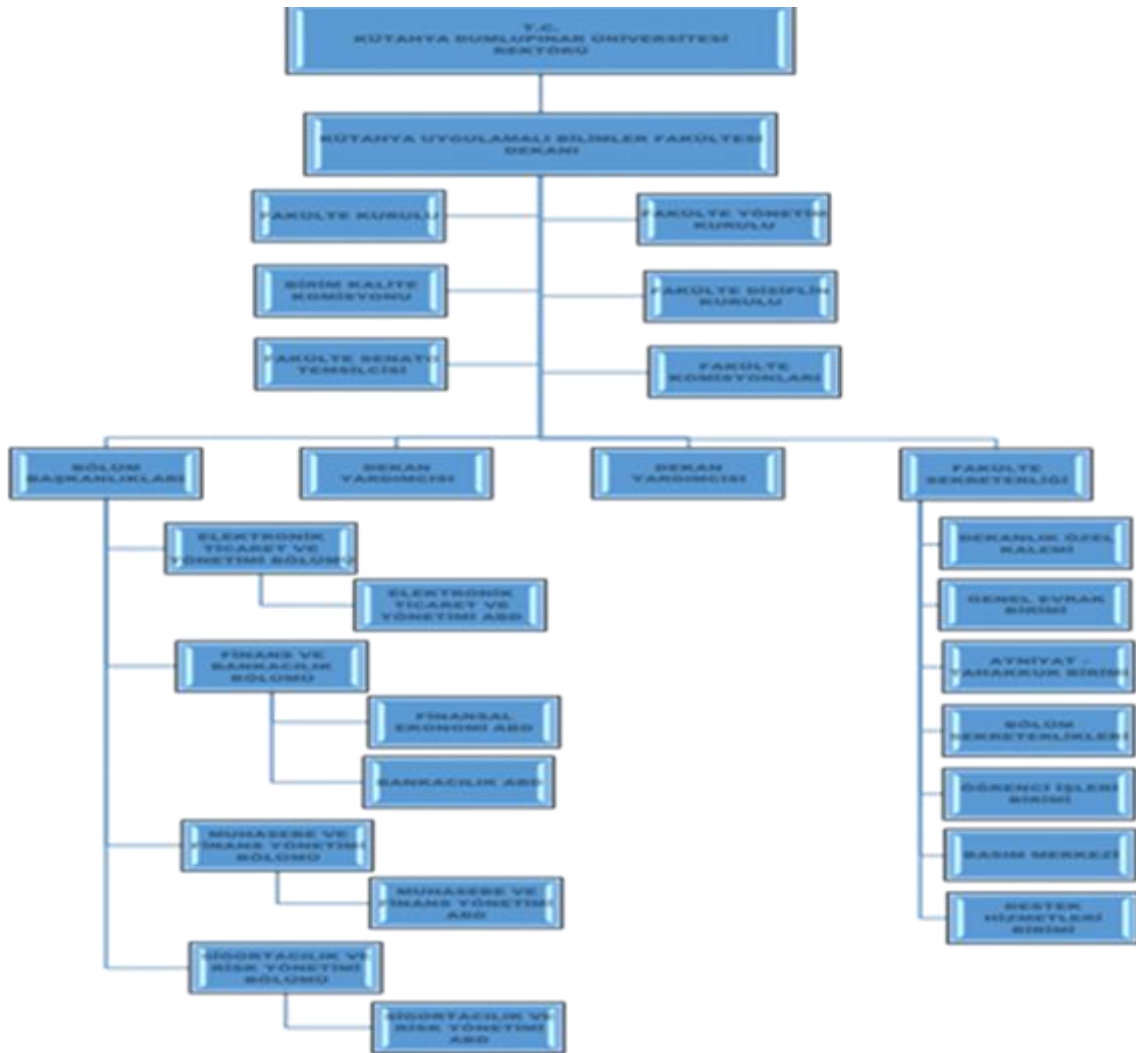 T.C.
KÜTAHYA DUMLUPINAR ÜNİVERSİTESİ
REKTÖRÜ
KÜTAHYA UYGULAMALI BİLİMLER FAKÜLTESİ
DEKANI
FAKÜLTE KURULU
FAKÜLTE YÖNETİM
KURULU
BİRİM KALİTE
KOMİSYONU
FAKÜLTE DİSİPLİN
KURULU
FAKÜLTE SENATO
TEMSİLCİSİ
FAKÜLTE
KOMİSYONLARI
BÖLÜM
BAŞKANLIKLARI
DEKAN
YARDIMCISI
DEKAN
YARDIMCISI
FAKÜLTE
SEKRETERLİĞİ
ELEKTRONİK
TİCARET VE
YÖNETİMİ BÖLÜMÜ
ELEKTRONİK
TİCARET VE
YÖNETİMİ ABD
FİNANS VE
BANKACILIK
BÖLÜMÜ
FİNANSAL
EKONOMİ ABD
BANKACILIK ABD
MUHASEBE VE
FİNANS YÖNETİMİ
BÖLÜMÜ
MUHASEBE VE
FİNANS YÖNETİMİ
ABD
SİGORTACILIK VE
RİSK YÖNETİMİ
BÖLÜMÜ
SİGORTACILIK VE
RİSK YÖNETİMİ
ABD
DEKANLIK ÖZEL
KALEMİ
GENEL EVRAK
BİRİMİ
AYNİYAT -
TAHAKKUK BİRİMİ
BÖLÜM
SEKRETERLİKLERİ
ÖĞRENCİ İŞLERİ
BİRİMİ
BASIM MERKEZİ
DESTEK
HİZMETLERİ
BİRİMİ